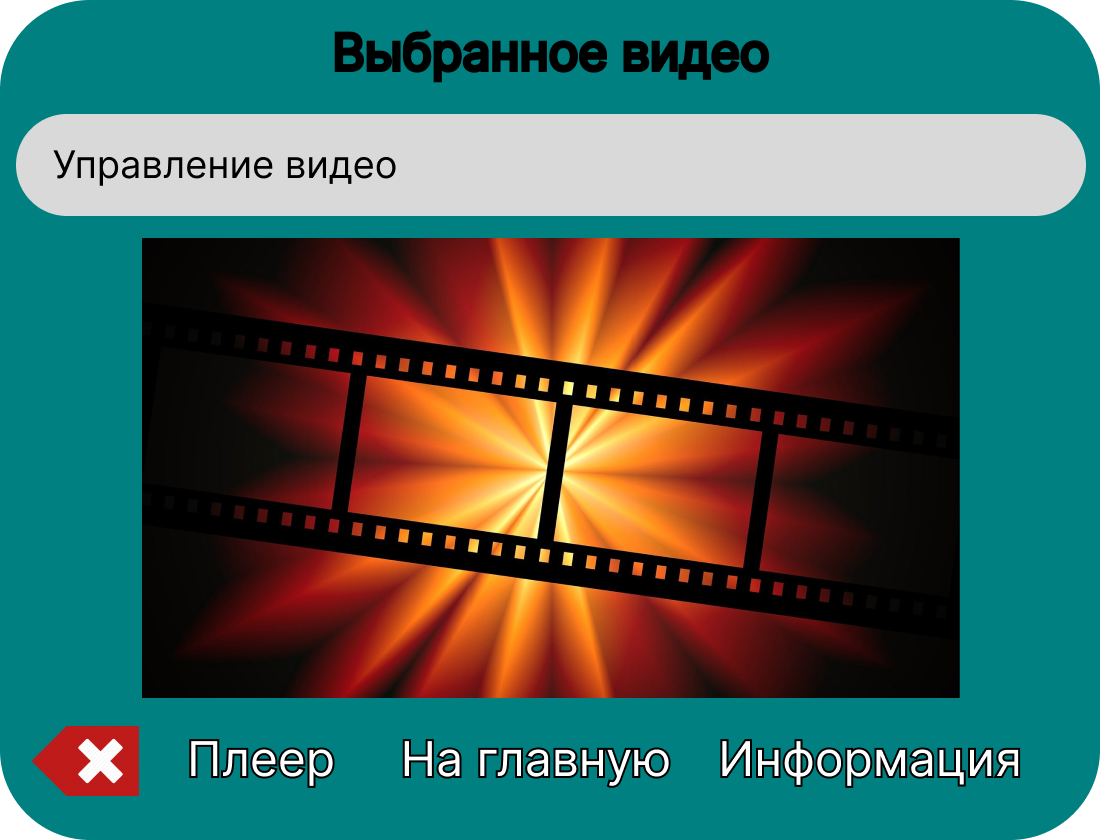 Выбранное видео
Управление видео
Плеер На главную Информация